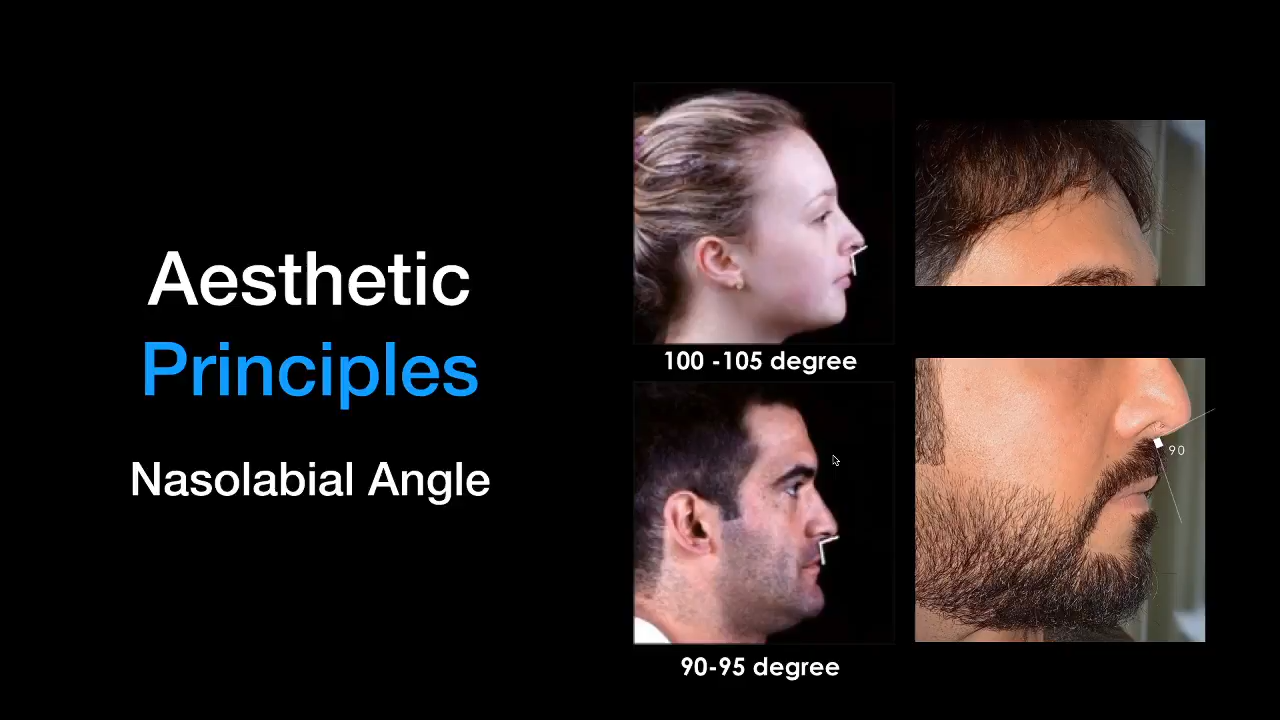 Aesthetic
Principles
Nasolabial Angle
100 -105 degree
90-95 degree
90